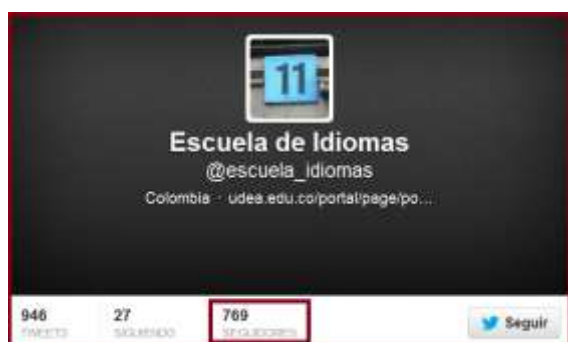 11
Escuela de Idiomas
@escuela_idiomas
Colombia · udea.edu.co/portal/page/po...
946 27 769 Seguir
TWEETS SIGUIENDO SEGUIDORES